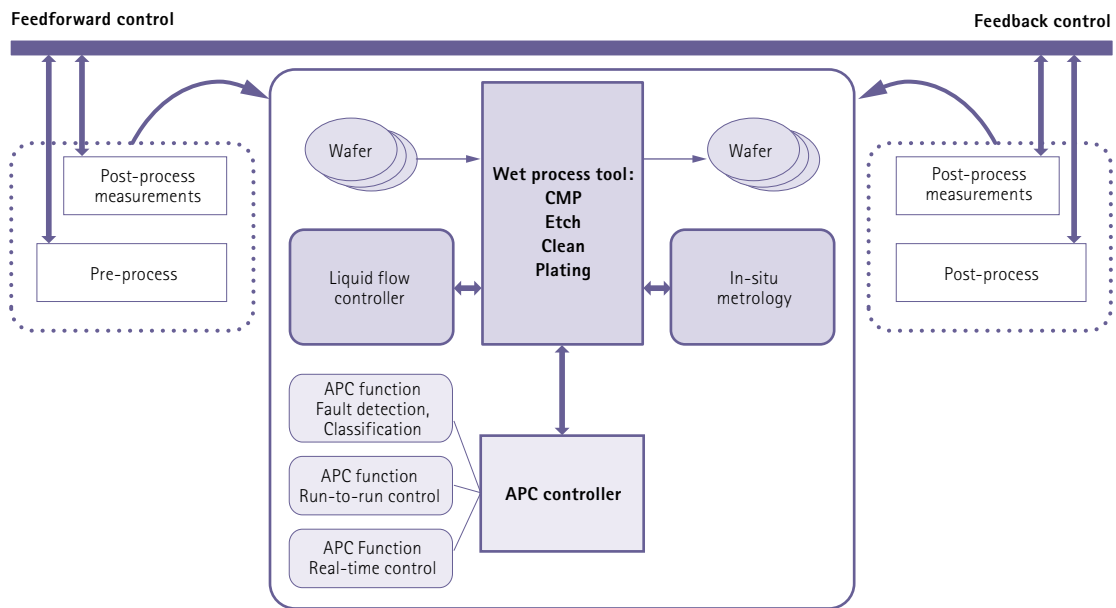 Feedforward control
Feedback control
Post-process
measurements
Pre-process
Wafer
Wet process tool:
CMP
Etch
Clean
Plating
Wafer
Liquid flow
controller
In-situ
metrology
APC function
Fault detection,
Classification
APC function
Run-to-run control
APC Function
Real-time control
APC controller
Post-process
measurements
Post-process